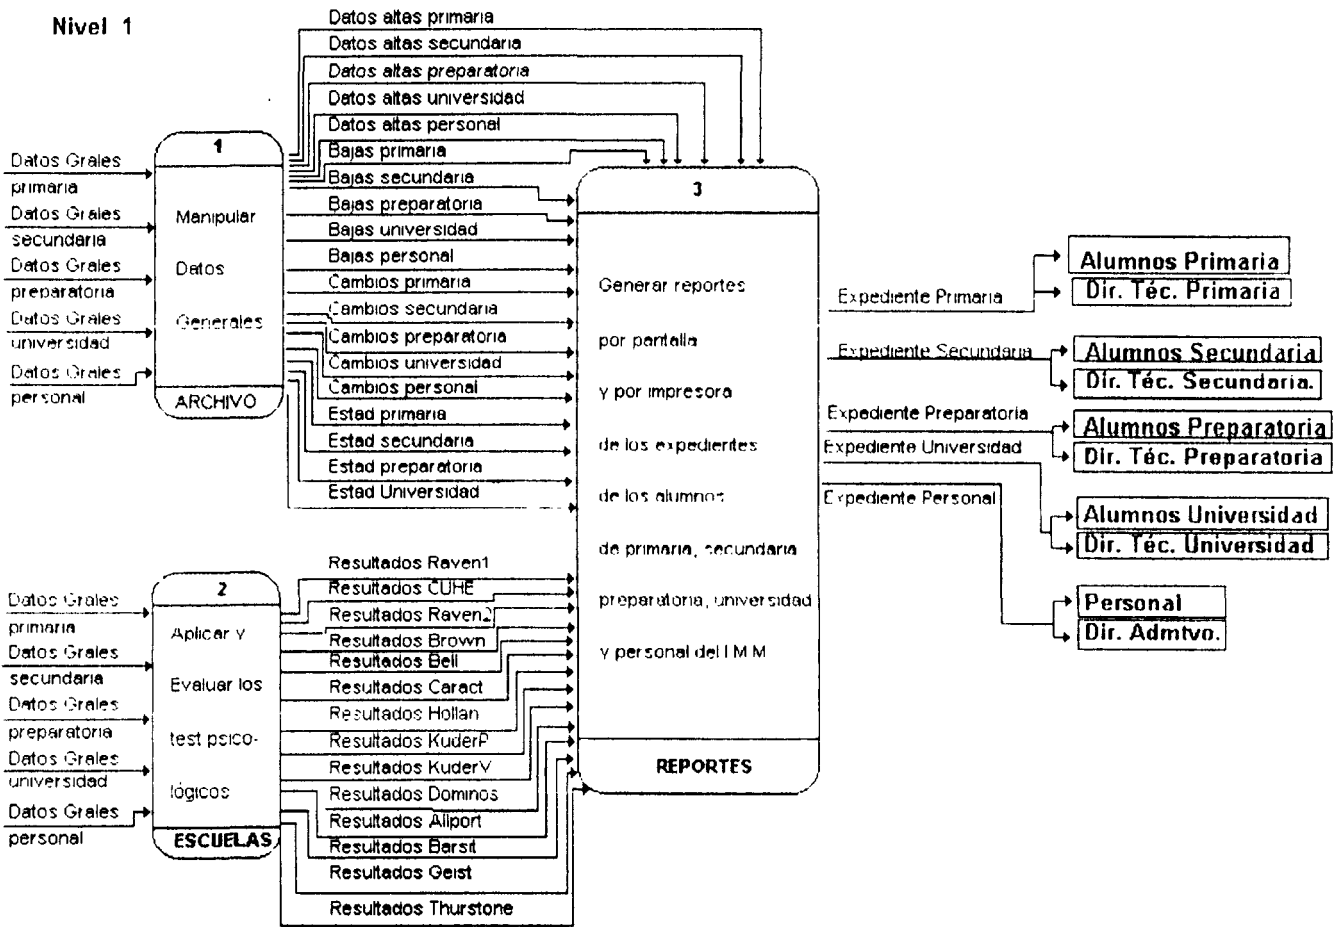 Nivel 1
Datos Grales
primaria
Datos Grales
secundaria
Datos Grales
preparatoria
Datos Grales
universidad
Datos Grales
personal
1
Manipular
Datos
Generales
ARCHIVO
Datos altas primaria
Datos altas secundaria
Datos altas preparatoria
Datos altas universidad
Datos altas personal
Bajas primaria
Bajas secundaria
Bajas preparatoria
Bajas universidad
Bajas personal
Cambios primaria
Cambios secundaria
Cambios preparatoria
Cambios universidad
Cambios personal
Estad primaria
Estad secundaria
Estad preparatoria
Estad Universidad
Datos Grales
primaria
Datos Grales
secundaria
Datos Grales
preparatoria
Datos Grales
universidad
Datos Grales
personal
2
Aplicar y
Evaluar los
test psico-
lógicos
ESCUELAS
Resultados Raven1
Resultados CUHE
Resultados Raven2
Resultados Brown
Resultados Bell
Resultados Caract
Resultados Hollan
Resultados KuderP
Resultados KuderV
Resultados Dominos
Resultados Allport
Resultados Barsit
Resultados Geist
Resultados Thurstone
3
Generar reportes
por pantalla
y por impresora
de los expedientes
de los alumnos
de primaria, secundaria
preparatoria, universidad
y personal del I M M
REPORTES
Expediente Primaria
Expediente Secundaria
Expediente Preparatoria
Expediente Universidad
Expediente Personal
Alumnos Primaria
Dir. Téc. Primaria
Alumnos Secundaria
Dir. Téc. Secundaria.
Alumnos Preparatoria
Dir. Téc. Preparatoria
Alumnos Universidad
Dir. Téc. Universidad
Personal
Dir. Admtvo.